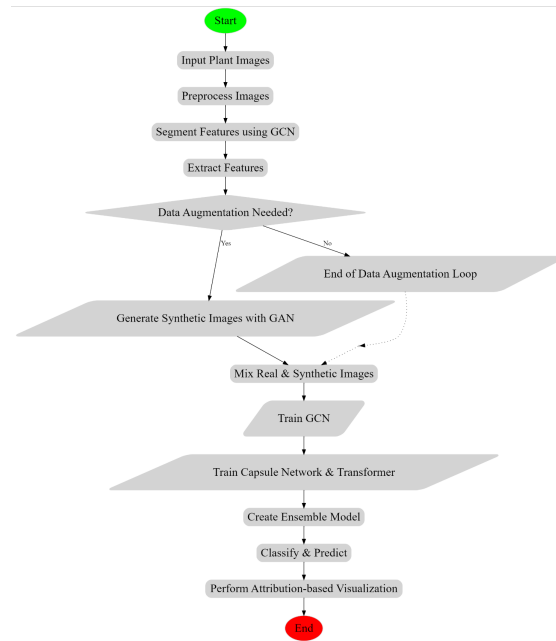 Start
Input Plant Images
Preprocess Images
Segment Features using GCN
Extract Features
Data Augmentation Needed?
Yes
No
End of Data Augmentation Loop
Generate Synthetic Images with GAN
Mix Real & Synthetic Images
Train GCN
Train Capsule Network & Transformer
Create Ensemble Model
Classify & Predict
Perform Attribution-based Visualization
End